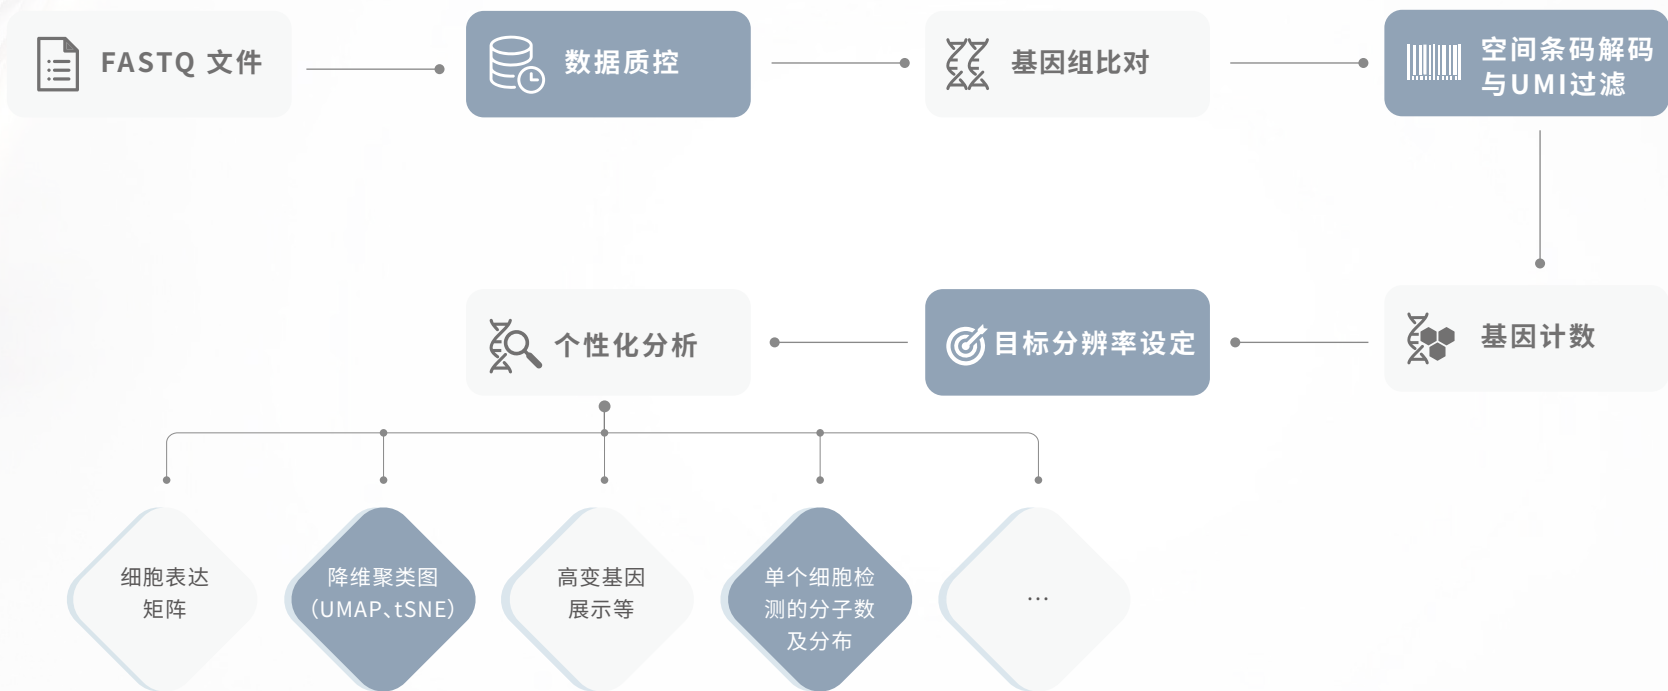 FASTQ 文件
数据质控
基因组比对
空间条码解码
与UMI过滤
基因计数
目标分辨率设定
个性化分析
细胞表达
矩阵
降维聚类图
（UMAP、tSNE）
高变基因
展示等
单个细胞检
测的分子数
及分布
…